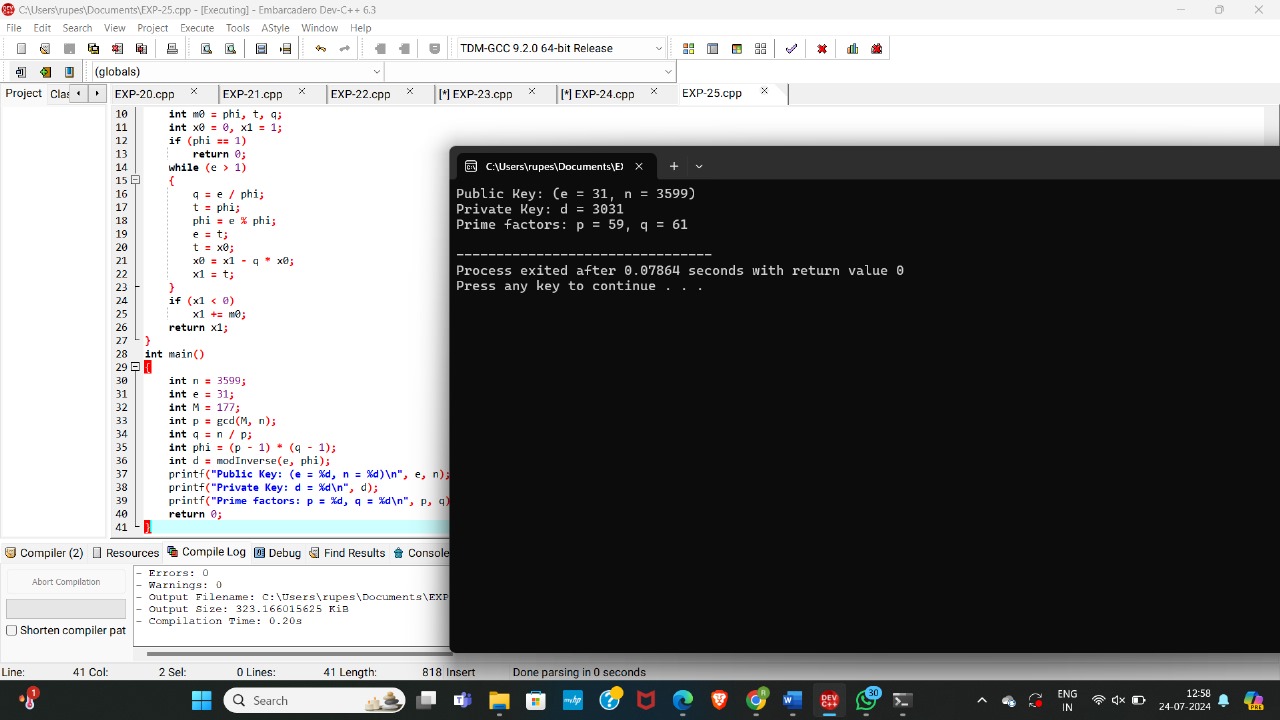 C:\Users\rupes\Documents\EXP-25.cpp - [Executing] - Embarcadero Dev-C++ 6.3
File Edit Search View Project Execute Tools AStyle Window Help
TDM-GCC 9.2.0 64-bit Release
(globals)
Project Clas EXP-20.cpp EXP-21.cpp EXP-22.cpp [*] EXP-23.cpp [*] EXP-24.cpp EXP-25.cpp
10 int m0 = phi, t, q;
11 int x0 = 0, x1 = 1;
12 if (phi == 1)
13 return 0;
14 while (e > 1)
15 {
16 q = e / phi;
17 t = phi;
18 phi = e % phi;
19 e = t;
20 t = x0;
21 x0 = x1 - q * x0;
22 x1 = t;
23 }
24 if (x1 < 0)
25 x1 += m0;
26 return x1;
27 }
28 int main()
29 {
30 int n = 3599;
31 int e = 31;
32 int M = 177;
33 int p = gcd(M, n);
34 int q = n / p;
35 int phi = (p - 1) * (q - 1);
36 int d = modInverse(e, phi);
37 printf("Public Key: (e = %d, n = %d)\n", e, n);
38 printf("Private Key: d = %d\n", d);
39 printf("Prime factors: p = %d, q = %d\n", p, q)
40 return 0;
41 }
C:\Users\rupes\Documents\E
Public Key: (e = 31, n = 3599)
Private Key: d = 3031
Prime factors: p = 59, q = 61
--------------------------------
Process exited after 0.07864 seconds with return value 0
Press any key to continue . . .
Compiler (2) Resources Compile Log Debug Find Results Console
Abort Compilation
Shorten compiler pat
- Errors: 0
- Warnings: 0
- Output Filename: C:\Users\rupes\Documents\EXP
- Output Size: 323.166015625 KiB
- Compilation Time: 0.20s
Line: 41 Col: 2 Sel: 0 Lines: 41 Length: 818 Insert Done parsing in 0 seconds
1
Search
30
ENG
IN
12:58
24-07-2024